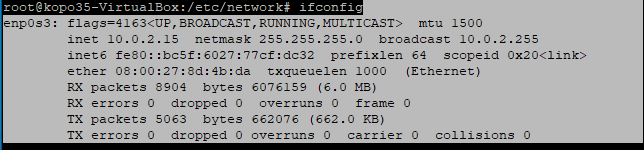 root@kopo35-VirtualBox:/etc/network# ifconfig
enp0s3: flags=4163<UP,BROADCAST,RUNNING,MULTICAST>  mtu 1500
        inet 10.0.2.15  netmask 255.255.255.0  broadcast 10.0.2.255
        inet6 fe80::bc5f:6027:77cf:dc32  prefixlen 64  scopeid 0x20<link>
        ether 08:00:27:8d:4b:da  txqueuelen 1000  (Ethernet)
        RX packets 8904  bytes 6076159 (6.0 MB)
        RX errors 0  dropped 0  overruns 0  frame 0
        TX packets 5063  bytes 662076 (662.0 KB)
        TX errors 0  dropped 0 overruns 0  carrier 0  collisions 0